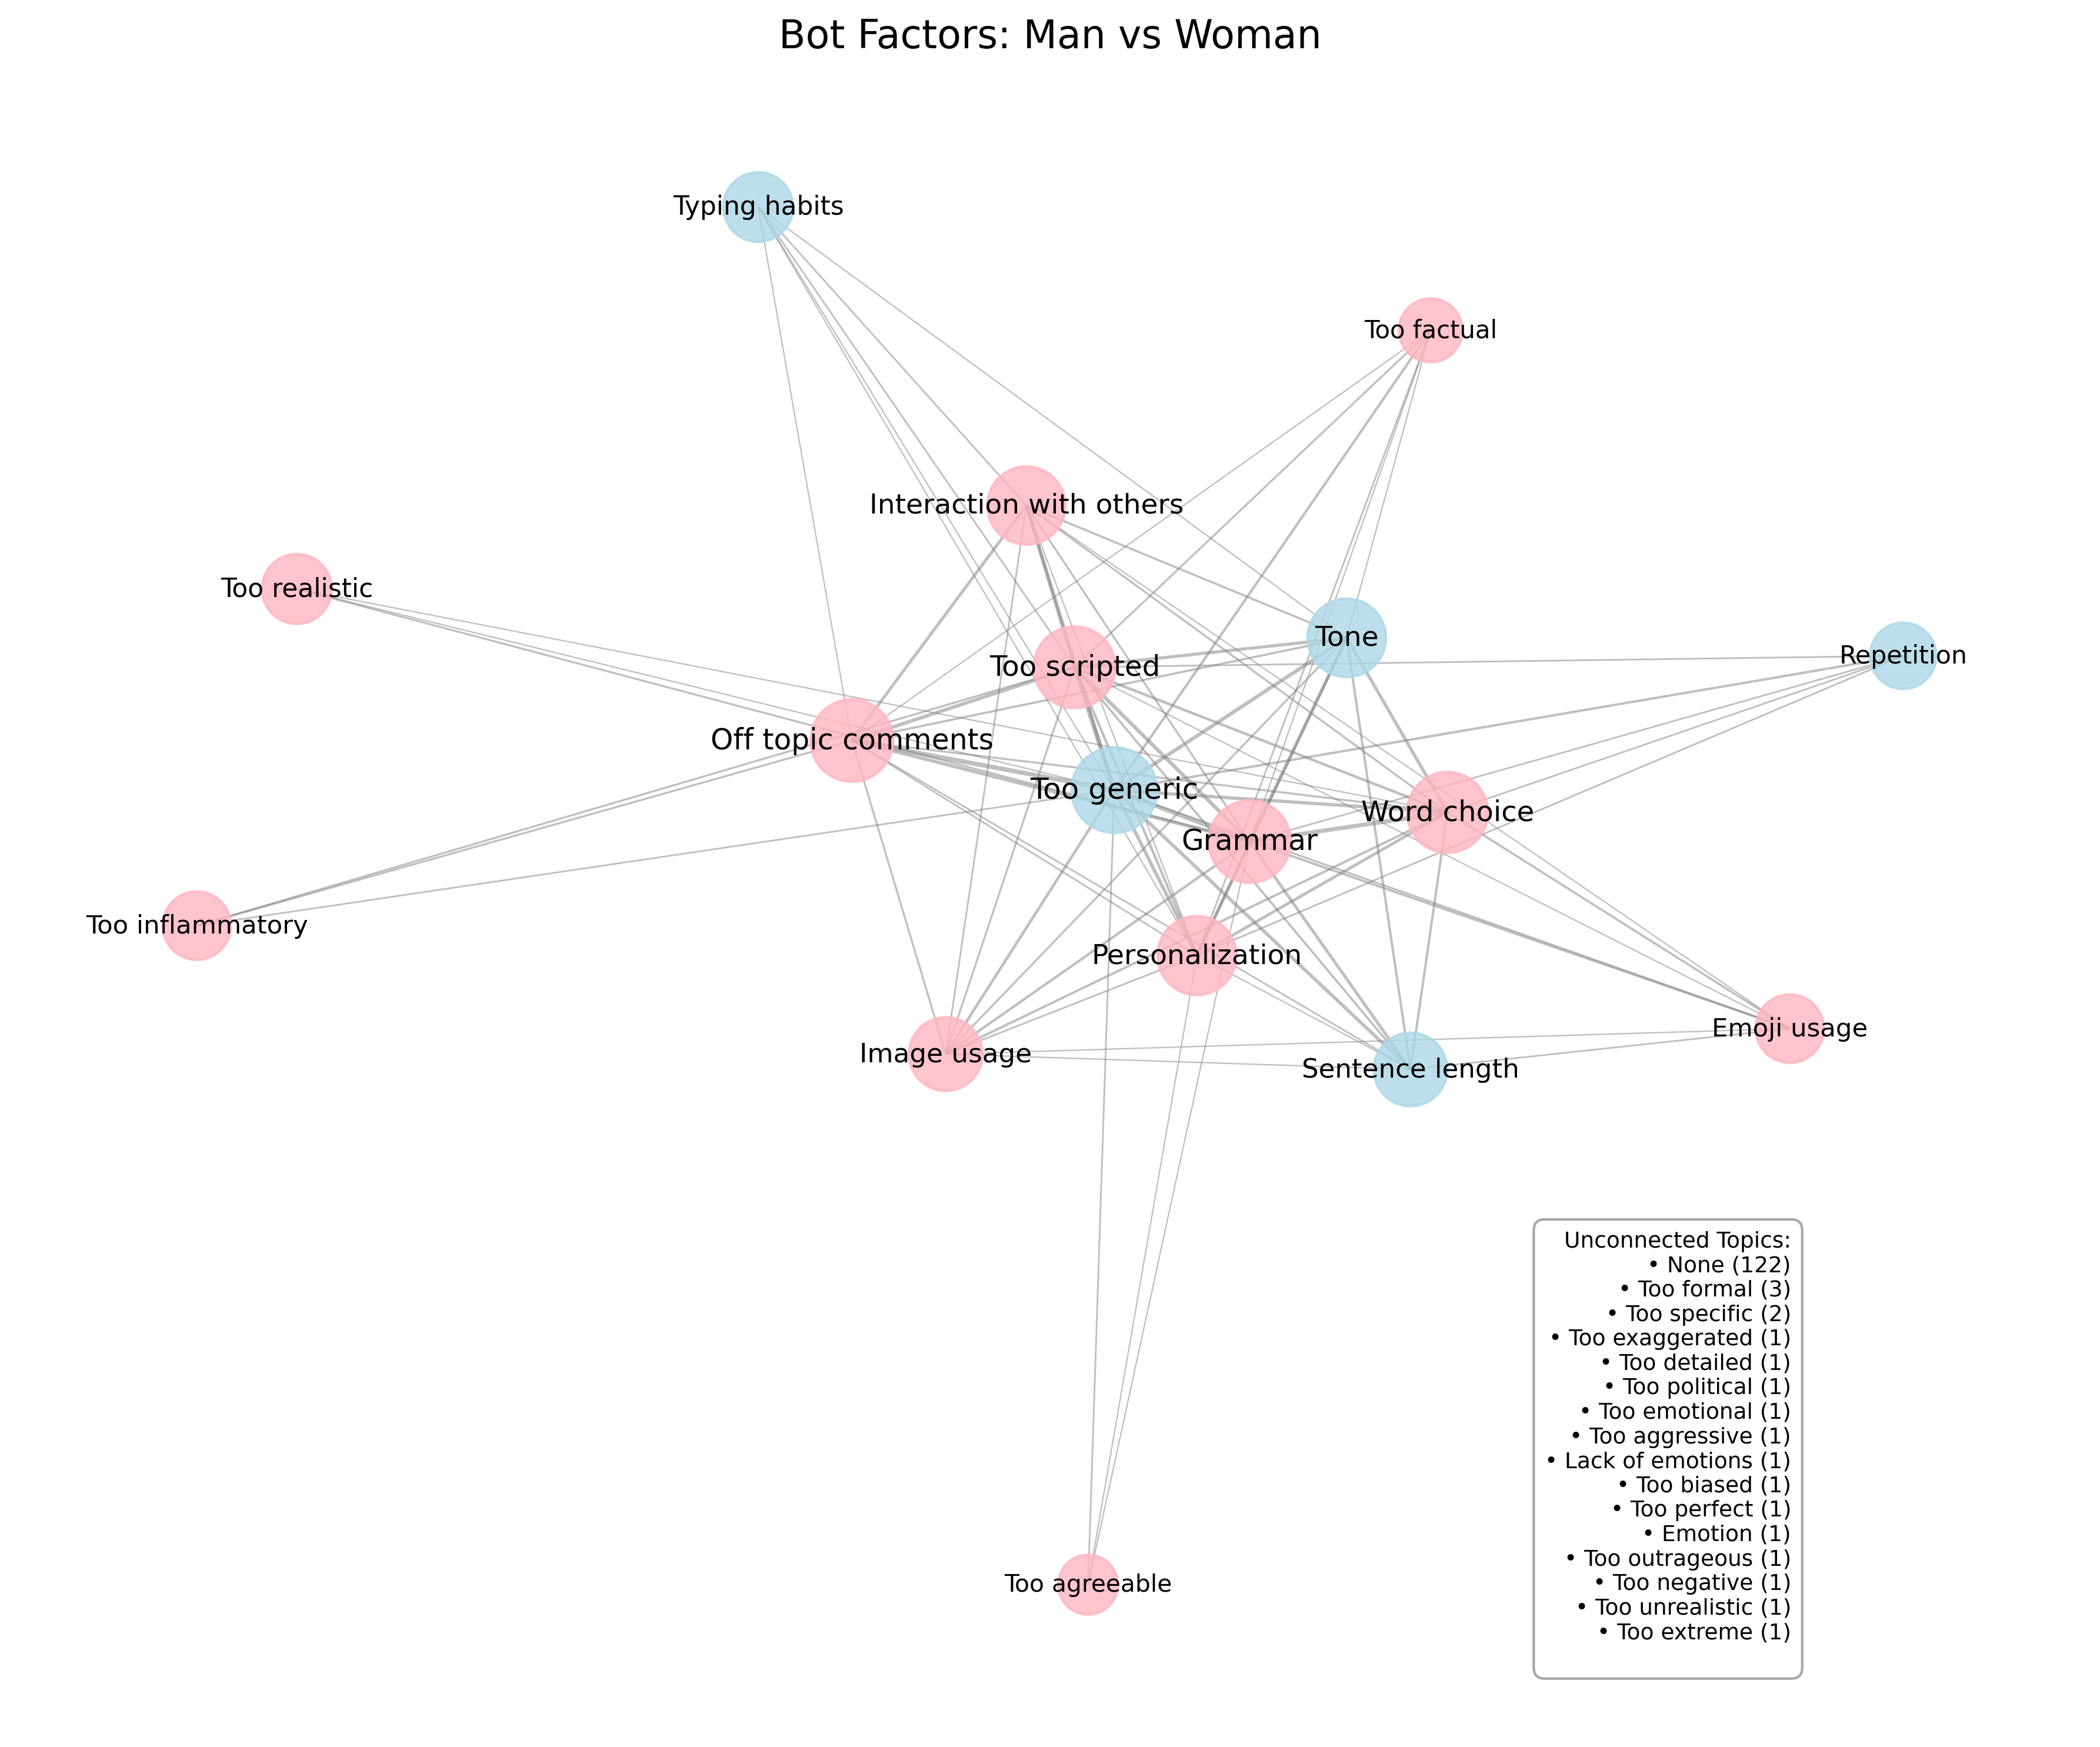 Bot Factors: Man vs Woman
Typing habits
Too factual
Interaction with others
Too realistic
Tone
Repetition
Too scripted
Off topic comments
Too generic
Word choice
Grammar
Too inflammatory
Personalization
Emoji usage
Image usage
Sentence length
Unconnected Topics:
• None (122)
• Too formal (3)
• Too specific (2)
• Too exaggerated (1)
• Too detailed (1)
• Too political (1)
• Too emotional (1)
• Too aggressive (1)
• Lack of emotions (1)
• Too biased (1)
• Too perfect (1)
• Emotion (1)
• Too outrageous (1)
• Too negative (1)
• Too unrealistic (1)
• Too extreme (1)
Too agreeable